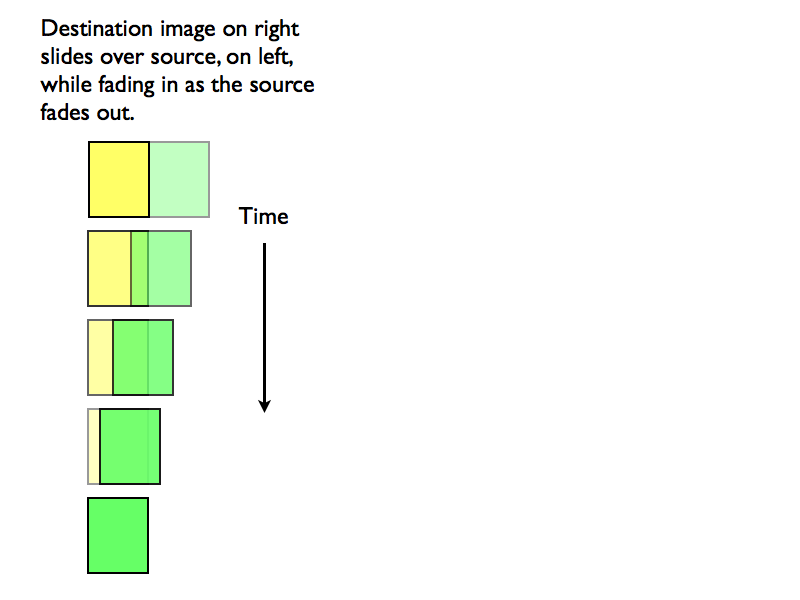 Destination image on right
slides over source, on left,
while fading in as the source
fades out.
Time